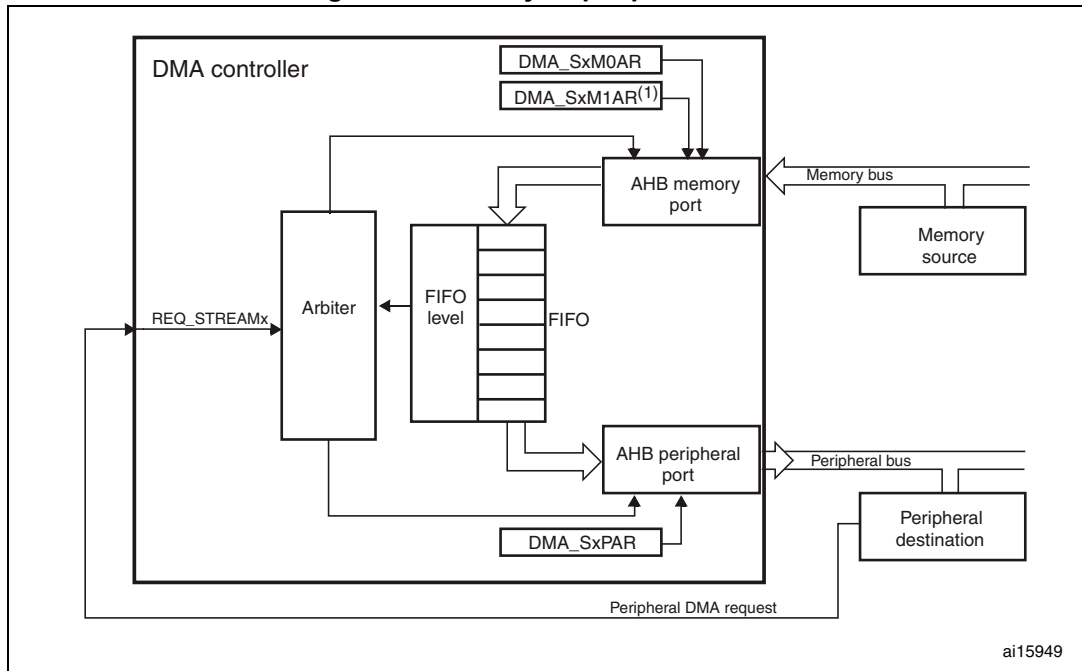 DMA controller
DMA_SxM0AR
DMA_SxM1AR(1)
AHB memory
port
Memory bus
Memory
source
REQ_STREAMx
Arbiter
FIFO
level
FIFO
AHB peripheral
port
Peripheral bus
Peripheral
destination
DMA_SxPAR
Peripheral DMA request
ai15949